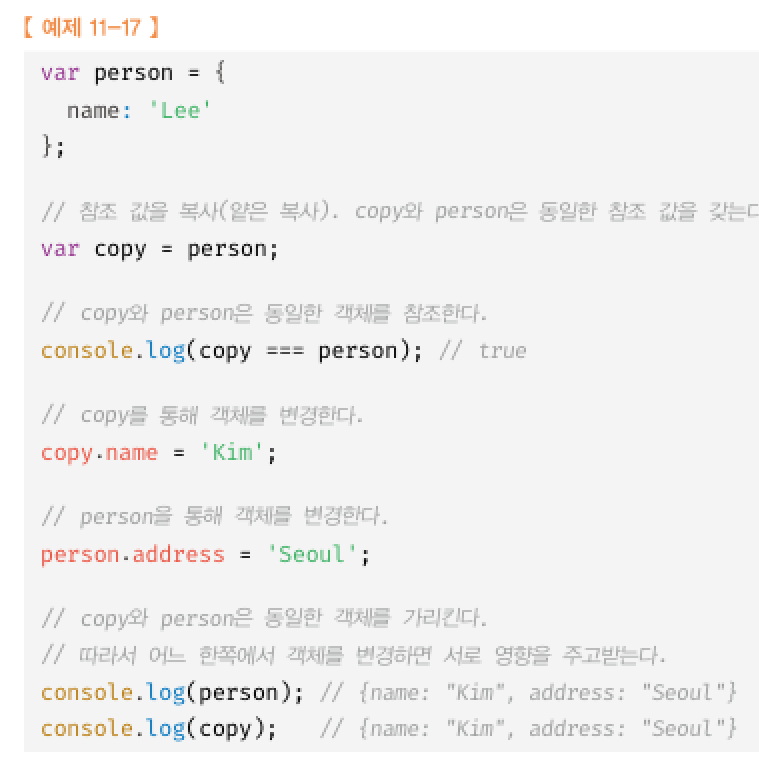 【 예제 11-17 】
var person = {
  name: 'Lee'
};
// 참조 값을 복사(얕은 복사). copy와 person은 동일한 참조 값을 갖는다
var copy = person;
// copy와 person은 동일한 객체를 참조한다.
console.log(copy === person); // true
// copy를 통해 객체를 변경한다.
copy.name = 'Kim';
// person을 통해 객체를 변경한다.
person.address = 'Seoul';
// copy와 person은 동일한 객체를 가리킨다.
// 따라서 어느 한쪽에서 객체를 변경하면 서로 영향을 주고받는다.
console.log(person); // {name: "Kim", address: "Seoul"}
console.log(copy);   // {name: "Kim", address: "Seoul"}